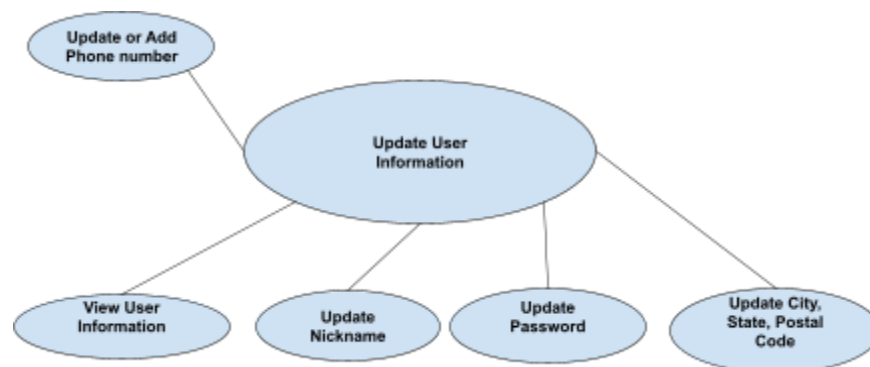 Update or Add
Phone number
Update User
Information
View User
Information
Update
Nickname
Update
Password
Update City,
State, Postal
Code